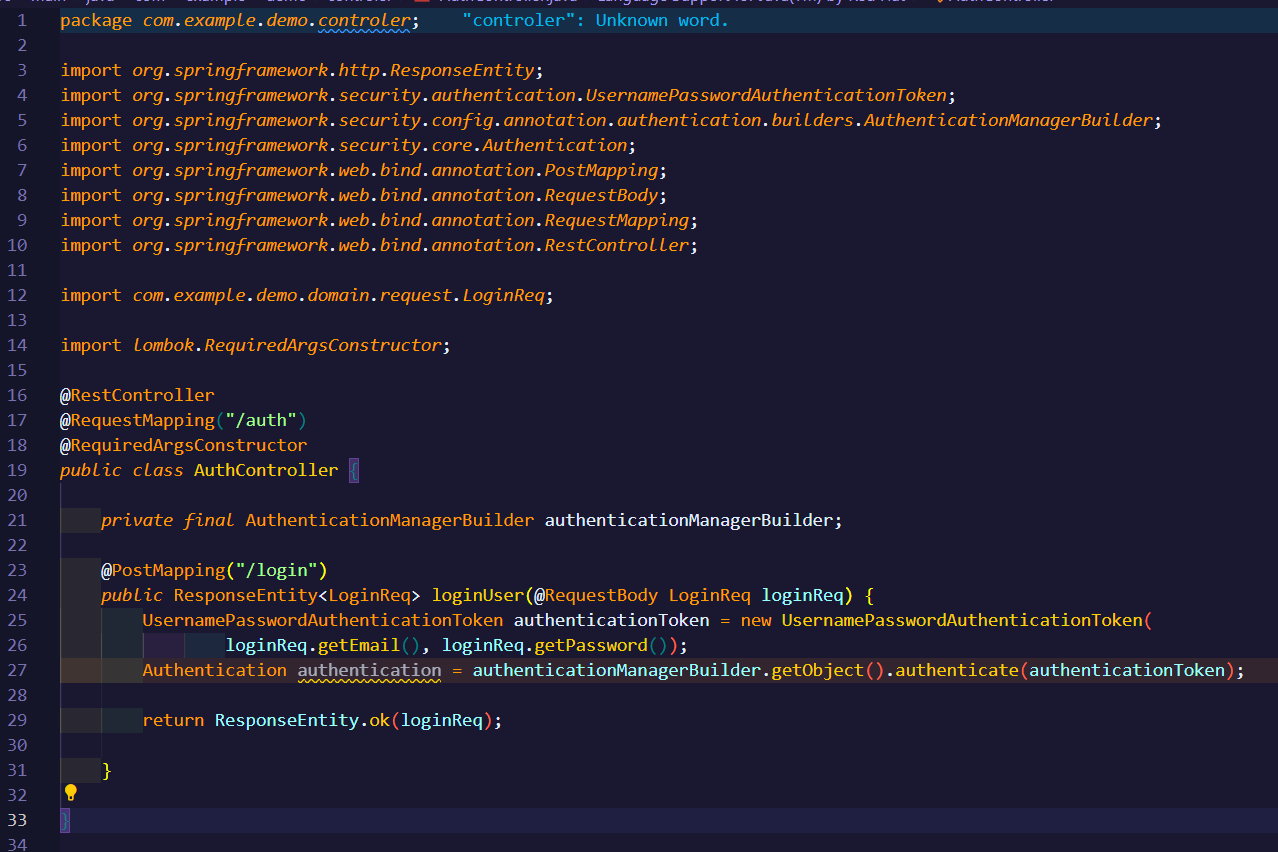 1 package com.example.demo.controler; "controler": Unknown word.
2
3 import org.springframework.http.ResponseEntity;
4 import org.springframework.security.authentication.UsernamePasswordAuthenticationToken;
5 import org.springframework.security.config.annotation.authentication.builders.AuthenticationManagerBuilder;
6 import org.springframework.security.core.Authentication;
7 import org.springframework.web.bind.annotation.PostMapping;
8 import org.springframework.web.bind.annotation.RequestBody;
9 import org.springframework.web.bind.annotation.RequestMapping;
10 import org.springframework.web.bind.annotation.RestController;
11
12 import com.example.demo.domain.request.LoginReq;
13
14 import lombok.RequiredArgsConstructor;
15
16 @RestController
17 @RequestMapping("/auth")
18 @RequiredArgsConstructor
19 public class AuthController {
20
21 private final AuthenticationManagerBuilder authenticationManagerBuilder;
22
23 @PostMapping("/login")
24 public ResponseEntity<LoginReq> loginUser(@RequestBody LoginReq loginReq) {
25 UsernamePasswordAuthenticationToken authenticationToken = new UsernamePasswordAuthenticationToken(
26 loginReq.getEmail(), loginReq.getPassword());
27 Authentication authentication = authenticationManagerBuilder.getObject().authenticate(authenticationToken);
28
29 return ResponseEntity.ok(loginReq);
30
31 }
32
33 }
34